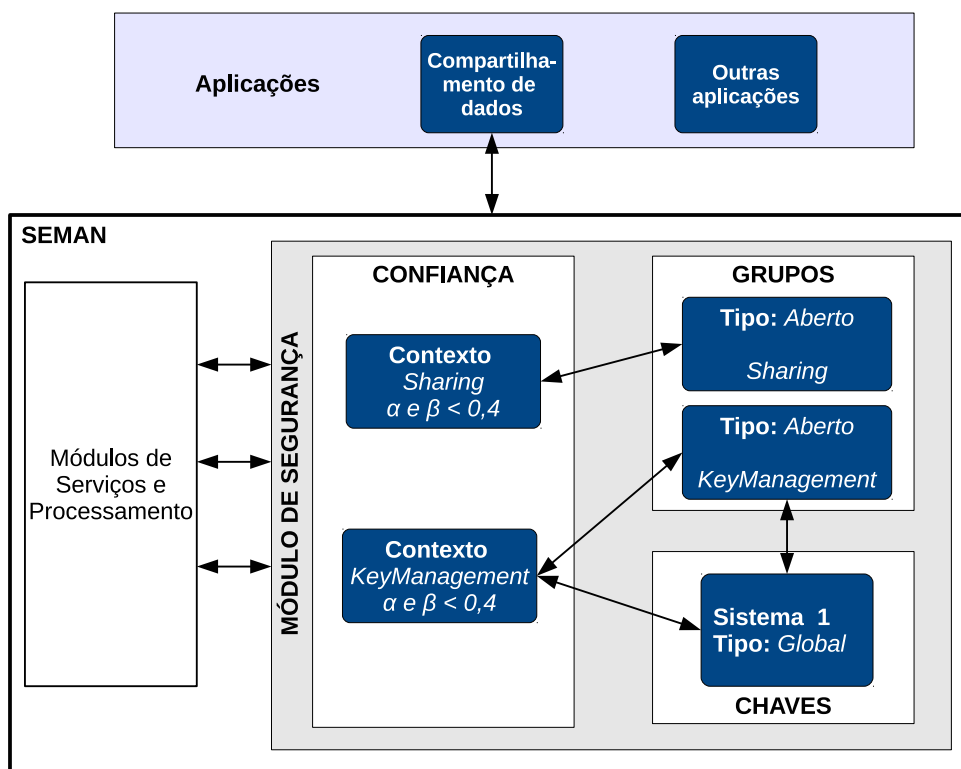 Aplicações
Compartilha-
mento de
dados
Outras
aplicações
SEMAN
Módulos de
Serviços e
Processamento
MÓDULO DE SEGURANÇA
CONFIANÇA
Contexto
Sharing
α e β < 0,4
Contexto
KeyManagement
α e β < 0,4
GRUPOS
Tipo: Aberto
Sharing
Tipo: Aberto
KeyManagement
Sistema 1
Tipo: Global
CHAVES